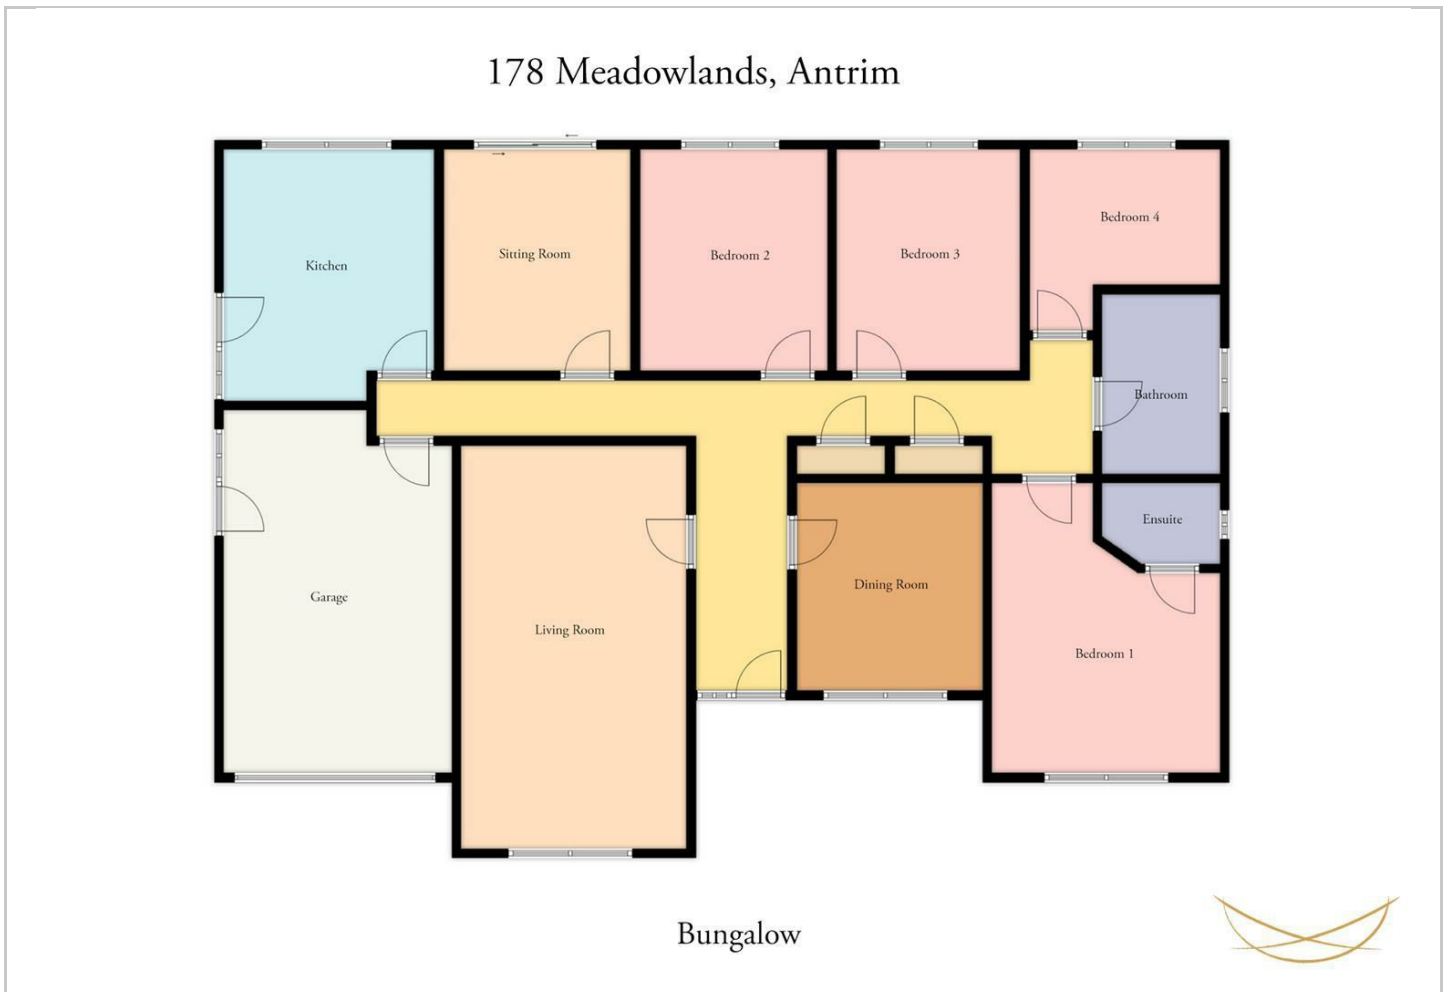 178 Meadowlands, Antrim
Kitchen
Sitting Room
Bedroom 2
Bedroom 3
Bedroom 4
Bathroom
Ensuite
Garage
Living Room
Dining Room
Bedroom 1
Bungalow